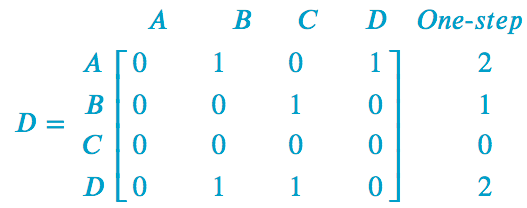 A B C D One-step
A 0 1 0 1 2
B 0 0 1 0 1
D =
C 0 0 0 0 0
D 0 1 1 0 2